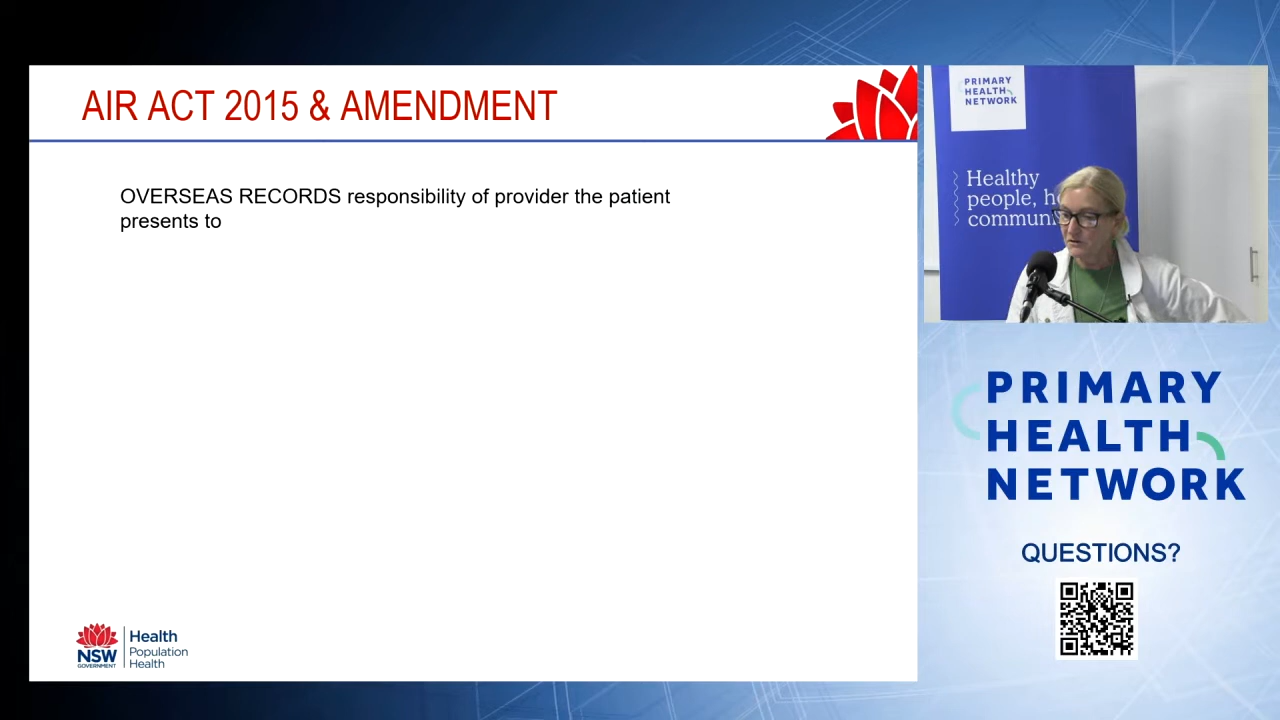 AIR ACT 2015 & AMENDMENT
OVERSEAS RECORDS responsibility of provider the patient
presents to
NSW
GOVERNMENT
Health
Population
Health
PRIMARY
HEALTH
NETWORK
Healthy
people, h
commun
PRIMARY
HEALTH
NETWORK
QUESTIONS?